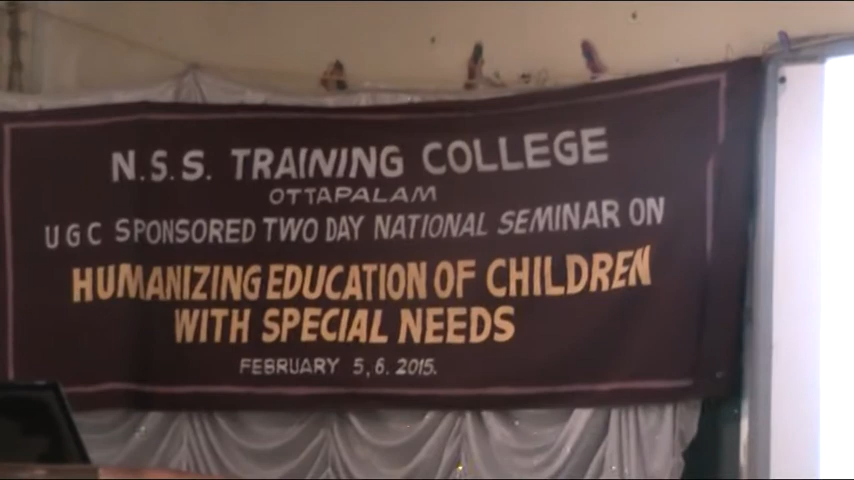 N.S.S. TRAINING COLLEGE
OTTAPALAM
UGC SPONSORED TWO DAY NATIONAL SEMINAR ON
HUMANIZING EDUCATION OF CHILDREN
WITH SPECIAL NEEDS
FEBRUARY 5,6. 2015.